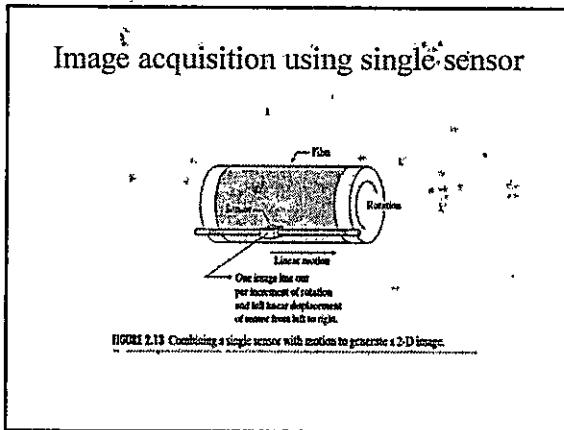 Image acquisition using single sensor
Film
Sensor
Rotation
Linear motion
One image line out
per increment of rotation
and full linear displacement
of sensor from left to right.
FIGURE 2.13 Combining a single sensor with motion to generate a 2-D image.